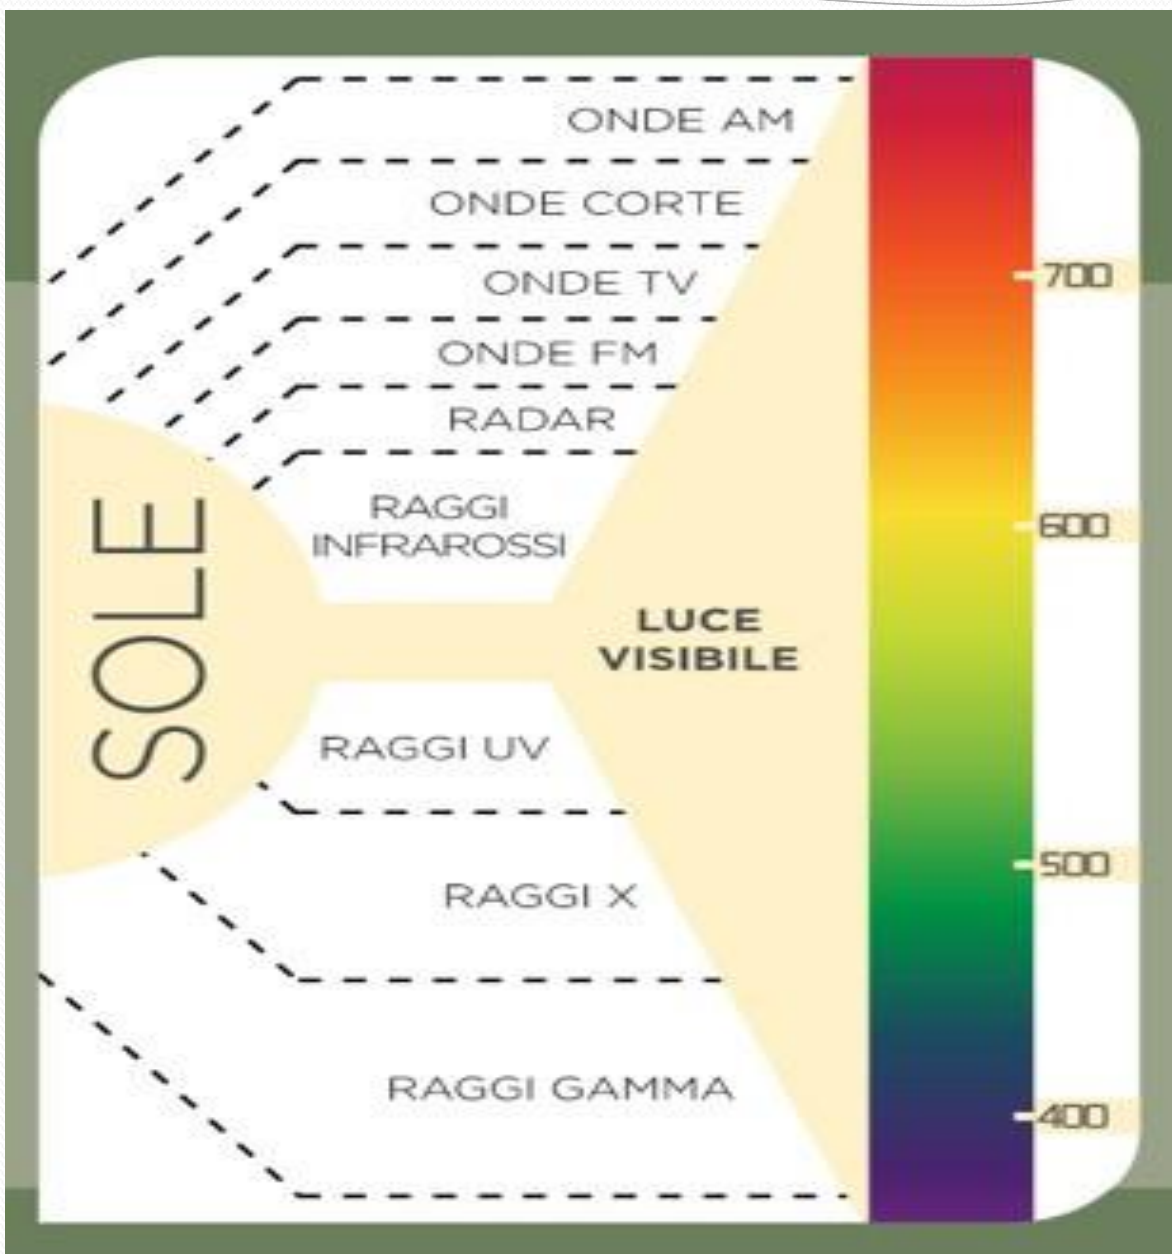 ONDE AM
ONDE CORTE
ONDE TV
ONDE FM
RADAR
RAGGI
INFRAROSSI
SOLE
LUCE
VISIBILE
RAGGI UV
RAGGI X
RAGGI GAMMA
700
600
500
400